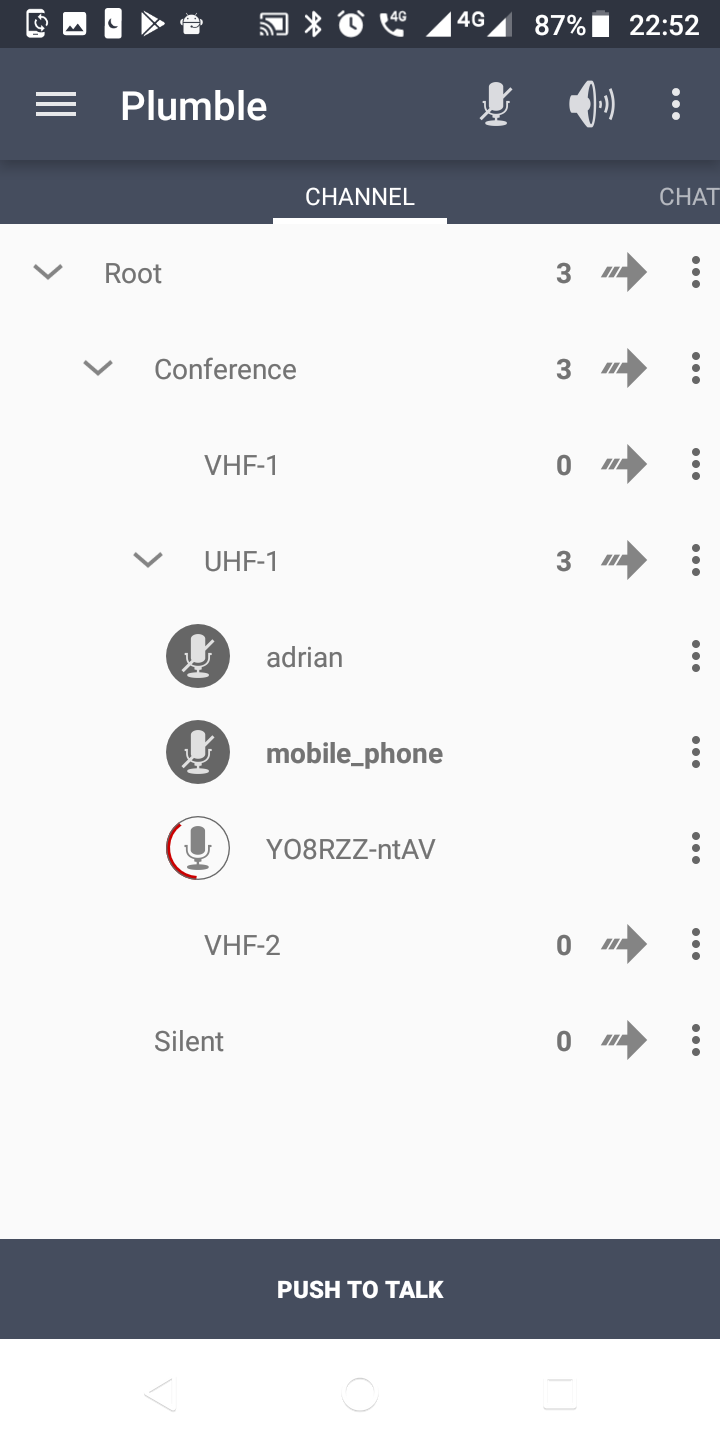 4G 4G 87% 22:52
Plumble
CHANNEL CHAT
Root 3
Conference 3
VHF-1 0
UHF-1 3
adrian
mobile_phone
YO8RZZ-ntAV
VHF-2 0
Silent 0
PUSH TO TALK